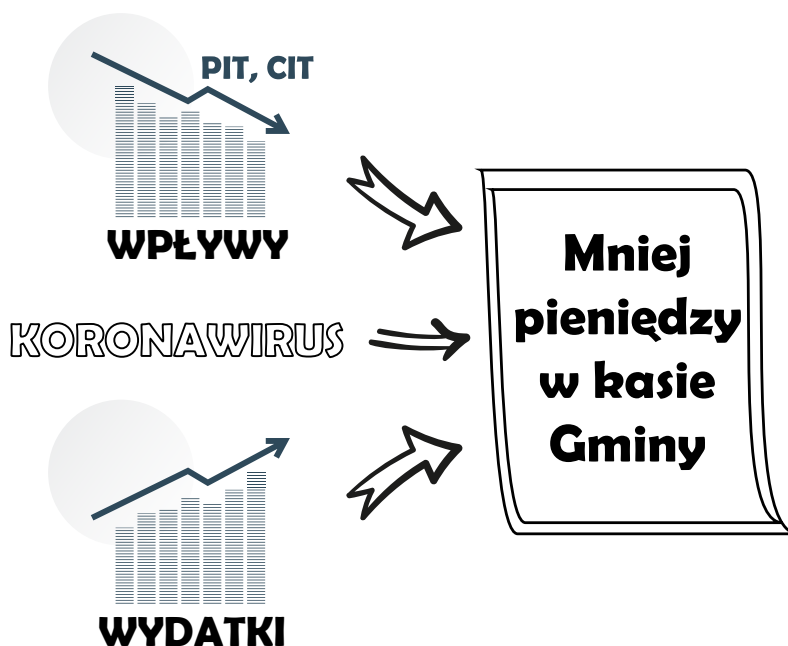 PIT, CIT
WPŁYWY
KORONAWIRUS
WYDATKI
Mniej
pieniędzy
w kasie
Gminy